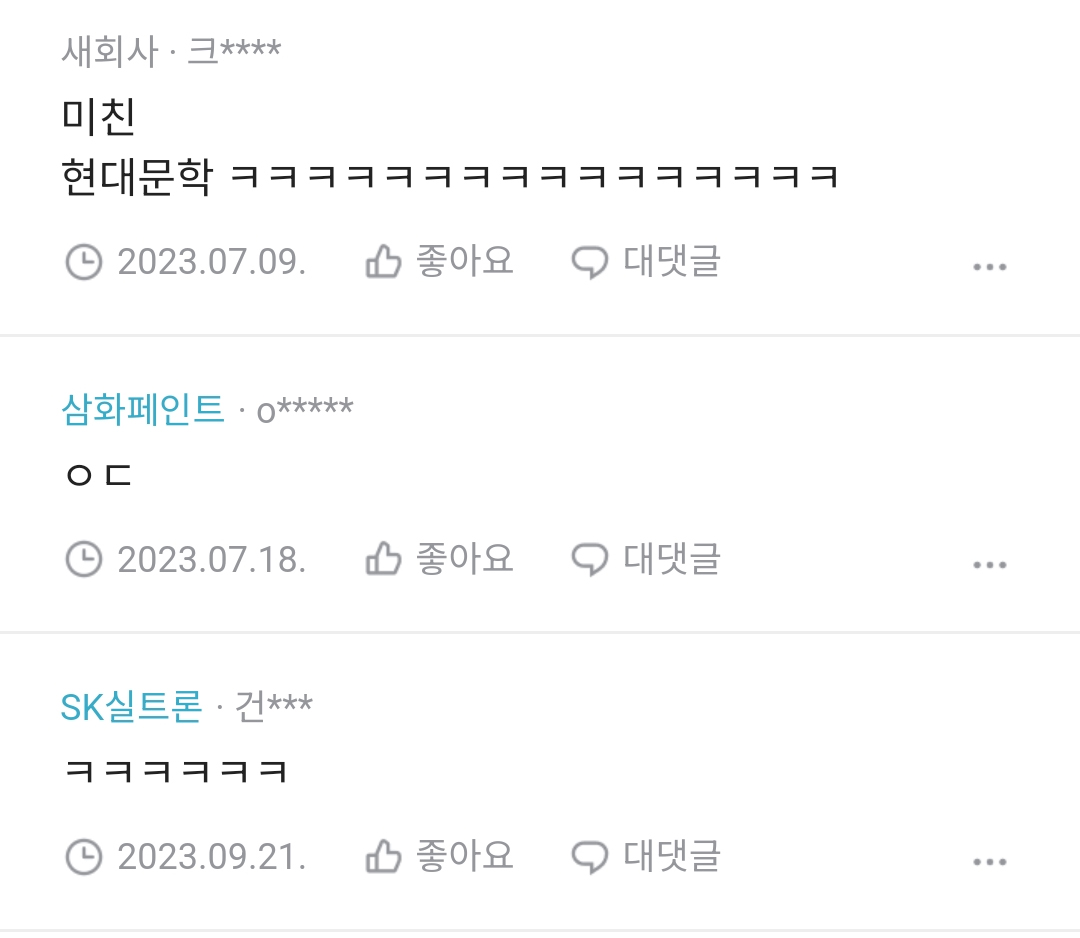 새회사 · 크****
미친
현대문학 ㅋㅋㅋㅋㅋㅋㅋㅋㅋㅋㅋㅋㅋㅋㅋㅋ
2023.07.09. 좋아요 대댓글
삼화페인트 · o*****
ㅇㄷ
2023.07.18. 좋아요 대댓글
SK실트론 · 건***
ㅋㅋㅋㅋㅋㅋ
2023.09.21. 좋아요 대댓글